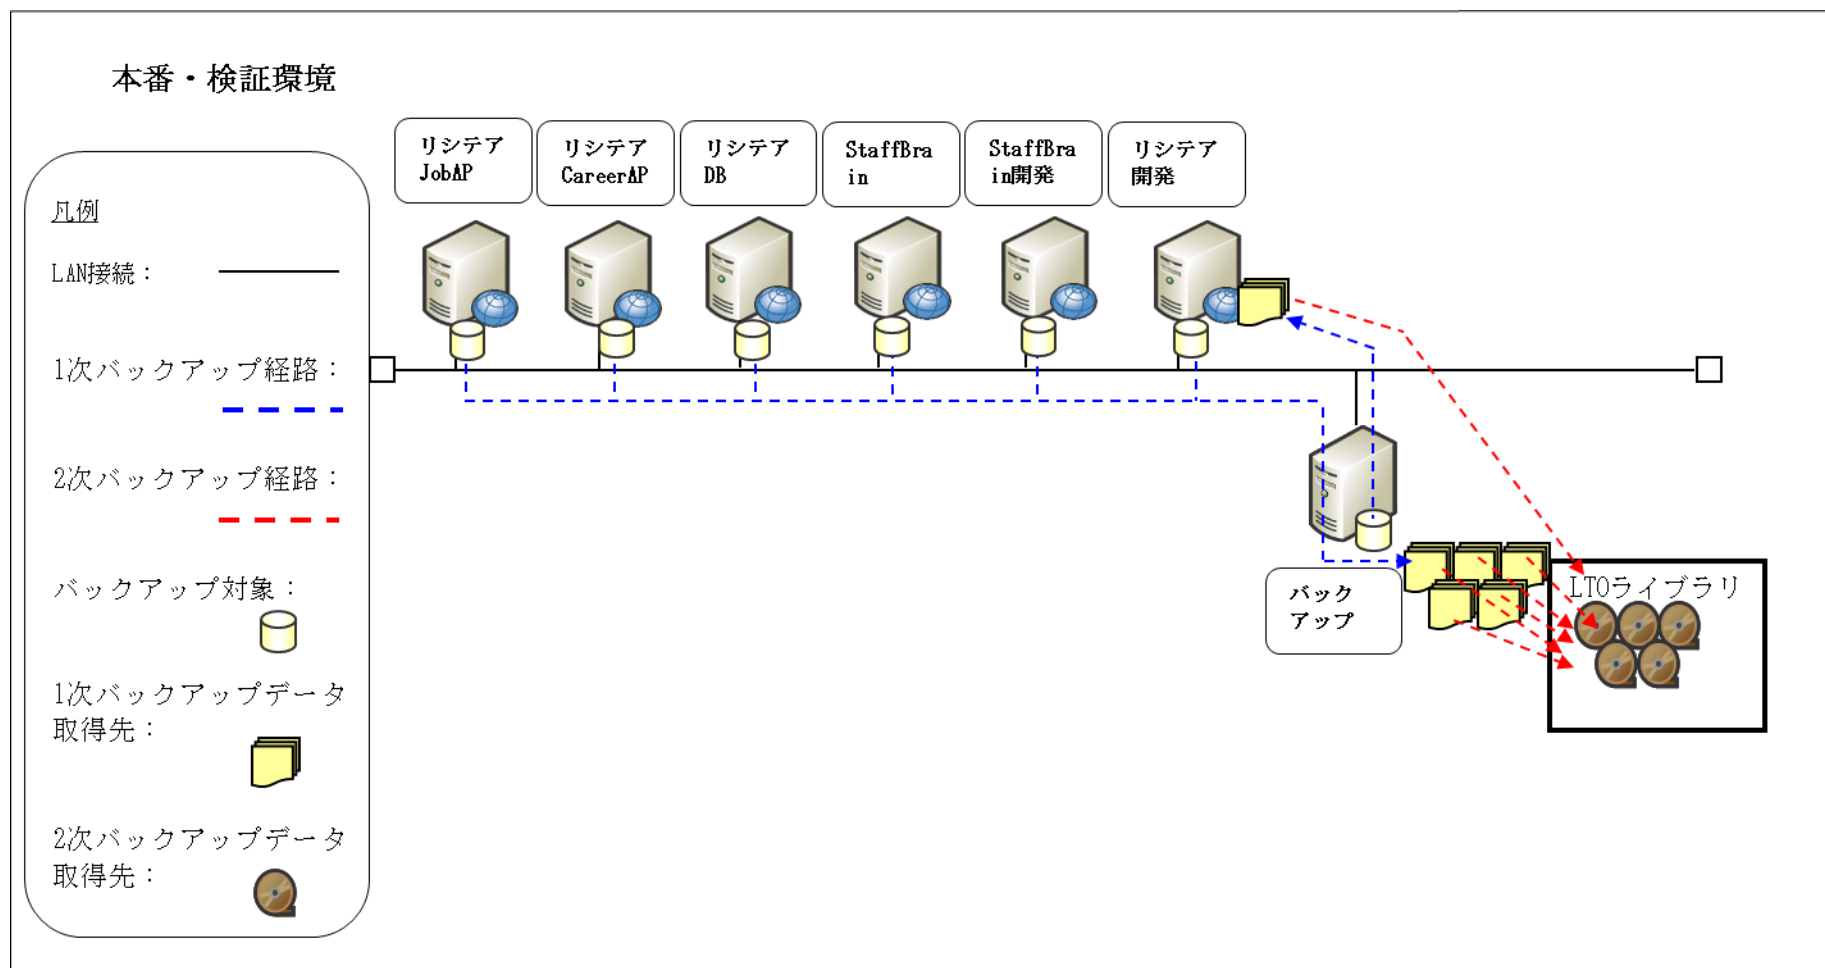 本番・検証環境
リシテア
JobAP
リシテア
CareerAP
リシテア
DB
StaffBra
in
StaffBra
in開発
リシテア
開発
凡例
LAN接続：
1次バックアップ経路：
2次バックアップ経路：
バックアップ対象：
1次バックアップデータ
取得先：
2次バックアップデータ
取得先：
バック
アップ
LTOライブラリ